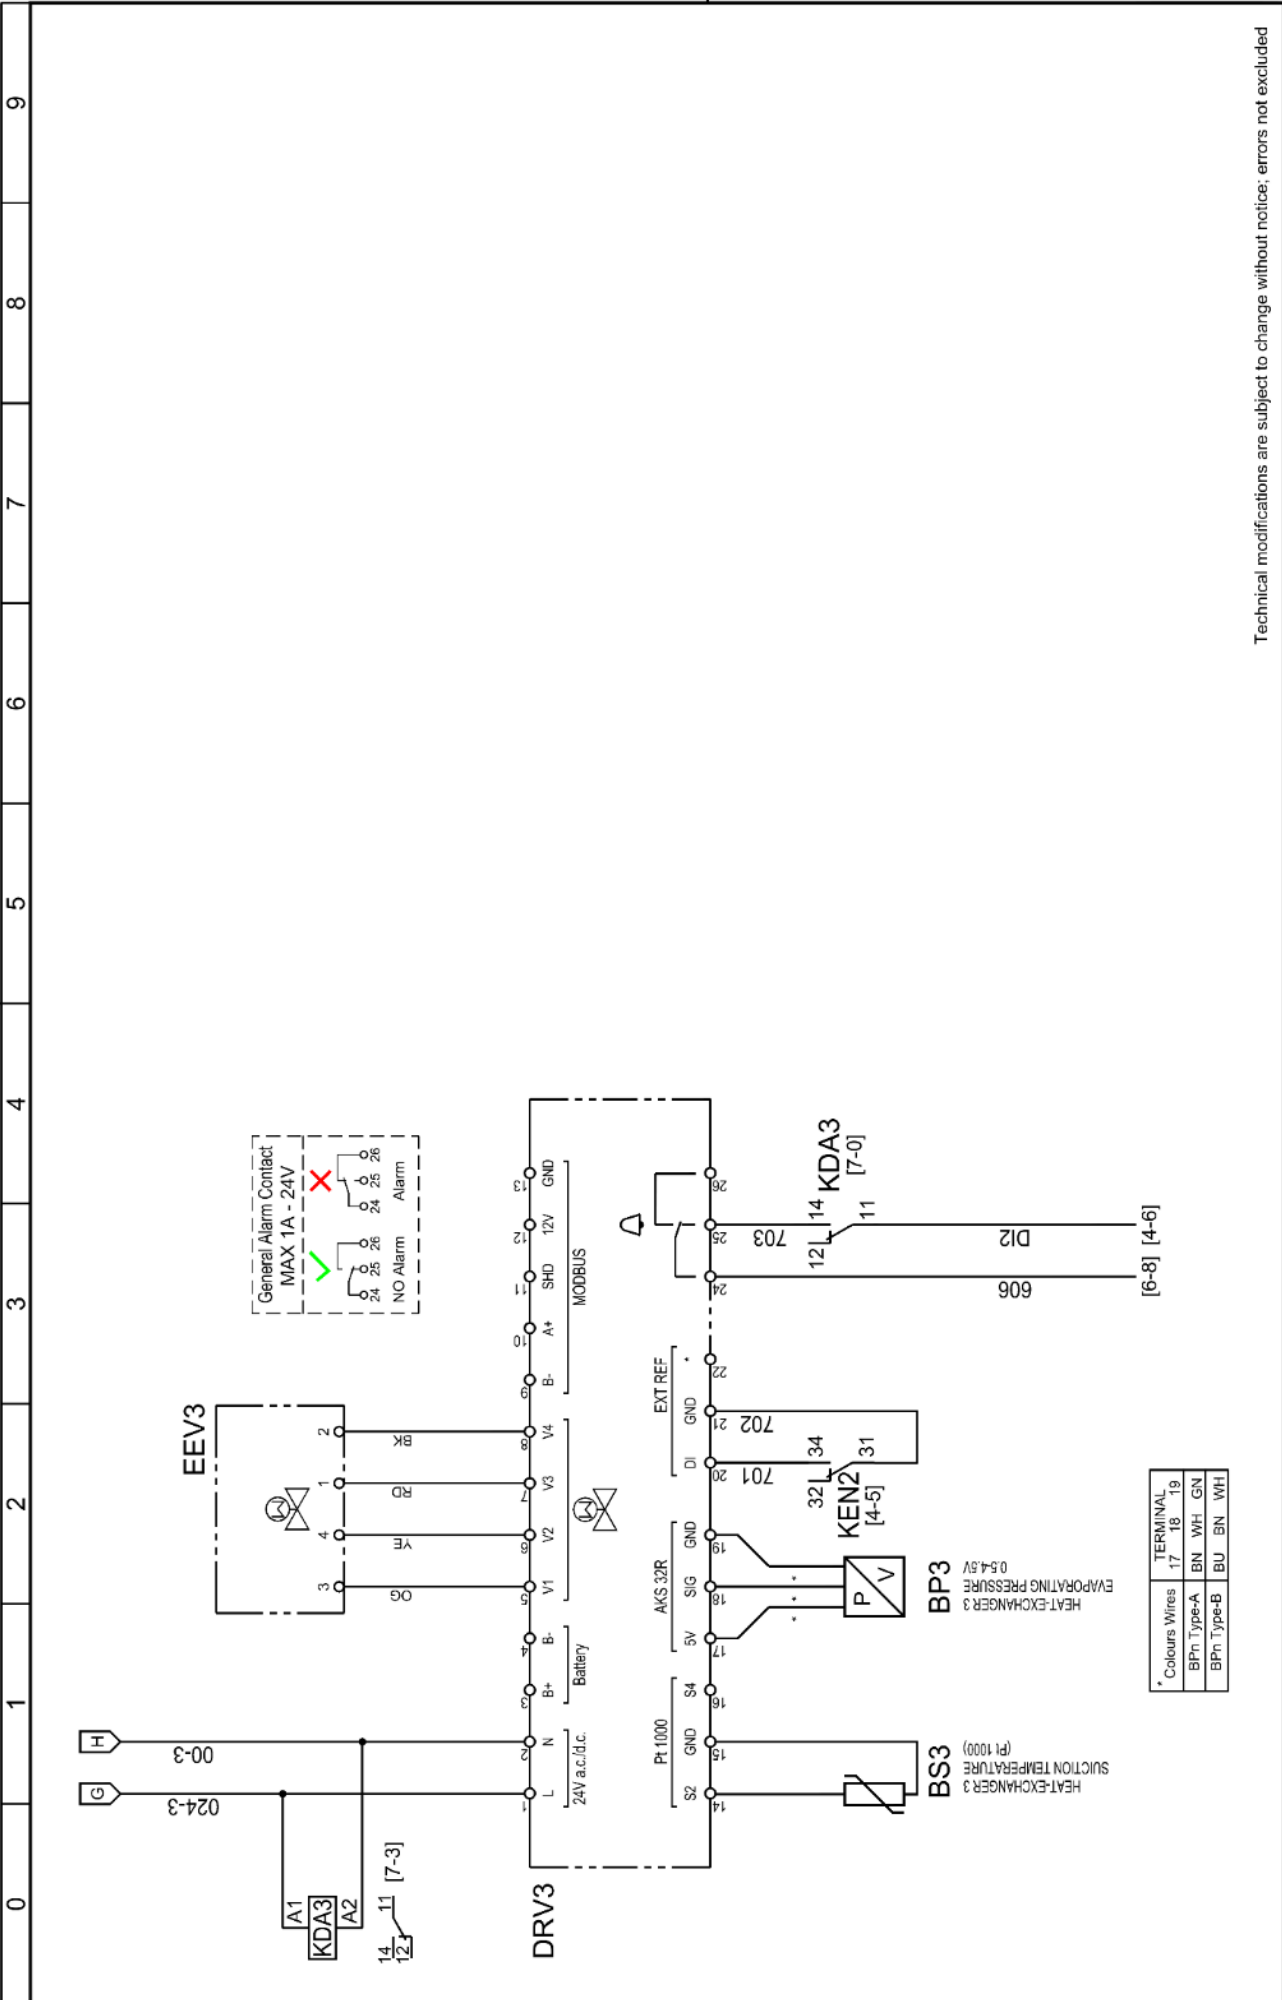 0 1 2 3 4 5 6 7 8 9
G
H
024-3
00-3
A1
KDA3
A2
14
12
11
[7-3]
EEV3
M
3 4 1 2
OG YE RD BK
General Alarm Contact
MAX 1A - 24V
24 25 26
NO Alarm
24 25 26
Alarm
DRV3
1 2 3 4 5 6 7 8 9 10 11 12 13
L N B+ B- V1 V2 V3 V4 B- A+ SHD 12V GND
24V a.c./d.c.
Battery
M
MODBUS
Pt 1000
AKS 32R
EXT REF
S2 GND S4 5V SIG GND DI GND *
14 15 16 17 18 19 20 21 22 24 25 26
701
702
703
* * *
P
V
32
34
31
KEN2
[4-5]
12
14
11
KDA3
[7-0]
606
DI2
[6-8] [4-6]
BS3
HEAT-EXCHANGER 3
SUICTION TEMPERATURE
(Pt 1000)
BP3
HEAT-EXCHANGER 3
EVAPORATING PRESSURE
0.5-4.5V
* Colours Wires
TERMINAL
17 18 19
BPn Type-A BN WH GN
BPn Type-B BU BN WH
Technical modifications are subject to change without notice; errors not excluded